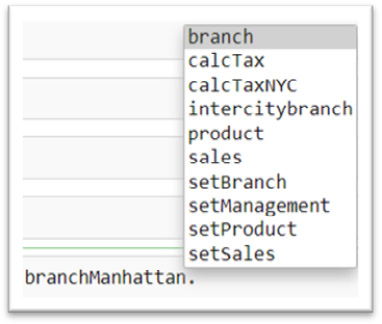 branch
calcTax
calcTaxNYC
intercitybranch
product
sales
setBranch
setManagement
setProduct
setSales
branchManhattan.